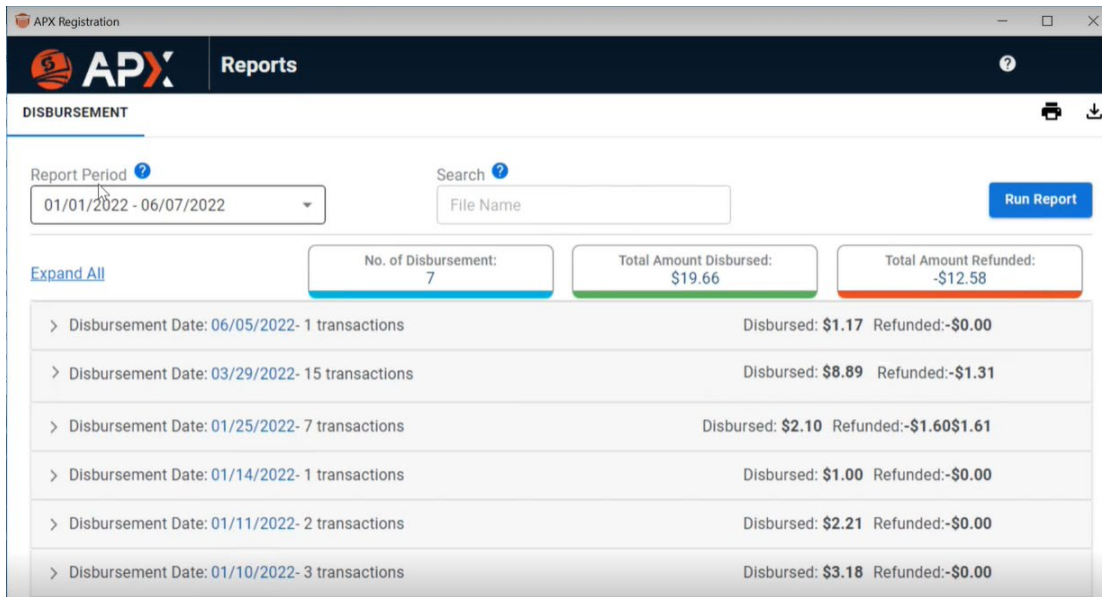 APX Registration
APX
Reports
DISBURSEMENT
Report Period
Search
01/01/2022 - 06/07/2022
File Name
Run Report
Expand All
No. of Disbursement:
7
Total Amount Disbursed:
$19.66
Total Amount Refunded:
-$12.58
Disbursement Date: 06/05/2022- 1 transactions Disbursed: $1.17 Refunded:-$0.00
Disbursement Date: 03/29/2022- 15 transactions Disbursed: $8.89 Refunded:-$1.31
Disbursement Date: 01/25/2022- 7 transactions Disbursed: $2.10 Refunded:-$1.60$1.61
Disbursement Date: 01/14/2022- 1 transactions Disbursed: $1.00 Refunded:-$0.00
Disbursement Date: 01/11/2022- 2 transactions Disbursed: $2.21 Refunded:-$0.00
Disbursement Date: 01/10/2022- 3 transactions Disbursed: $3.18 Refunded:-$0.00